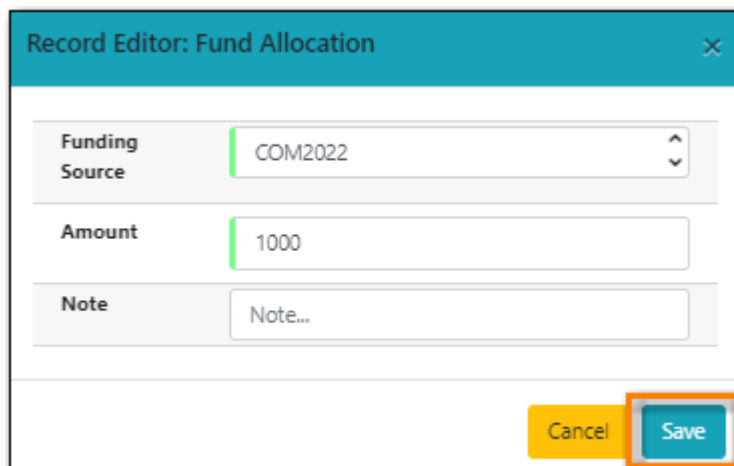 Record Editor: Fund Allocation ×
Funding
Source
COM2022
Amount
1000
Note
Note...
Cancel
Save